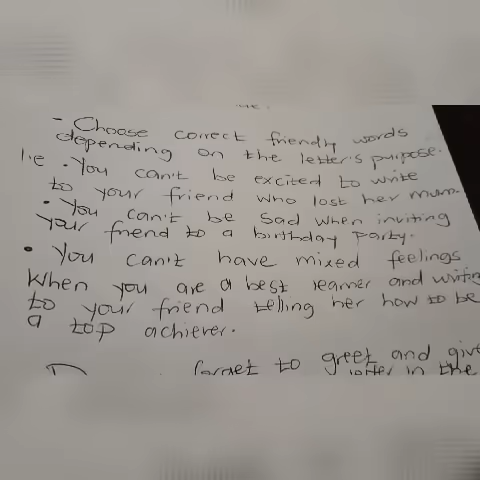 - Choose correct friendly words
depending on the letter's purpose.
i.e • You can't be excited to write
to your friend who lost her mum.
• You can't be sad when inviting
your friend to a birthday party.
• You can't have mixed feelings
When you are a best learner and writing
to your friend telling her how to be
a top achiever.
forget to greet and give
letter in the